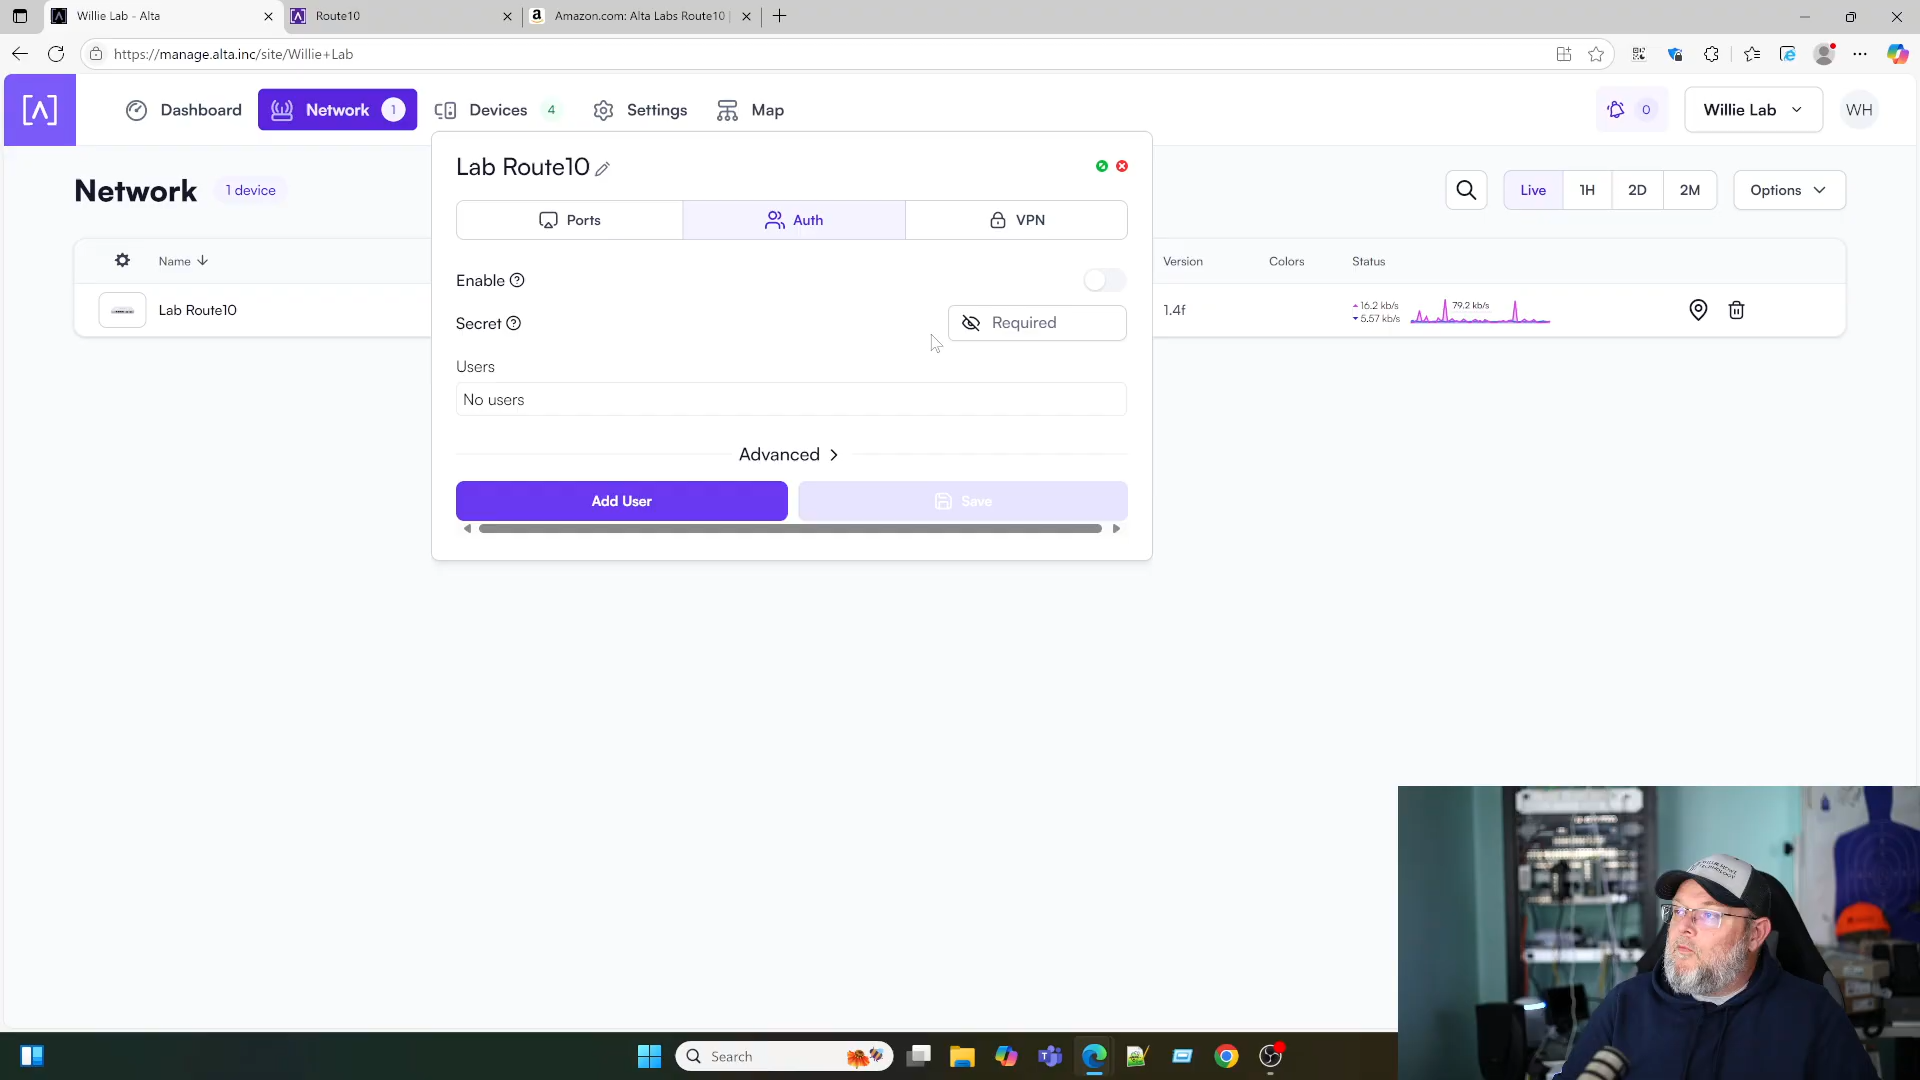 Willie Lab - Alta
Route10
Amazon.com: Alta Labs Route10
https://manage.alta.inc/site/Willie+Lab
Dashboard
Network 1
Devices 4
Settings
Map
0
Willie Lab
WH
Lab Route10
Network 1 device
Live 1H 2D 2M
Options
Ports
Auth
VPN
Name
Version
Colors
Status
Enable
Lab Route10
1.4f
16.2 kb/s
5.57 kb/s
79.2 kb/s
Secret
Required
Users
No users
Advanced
Add User
Save
Search